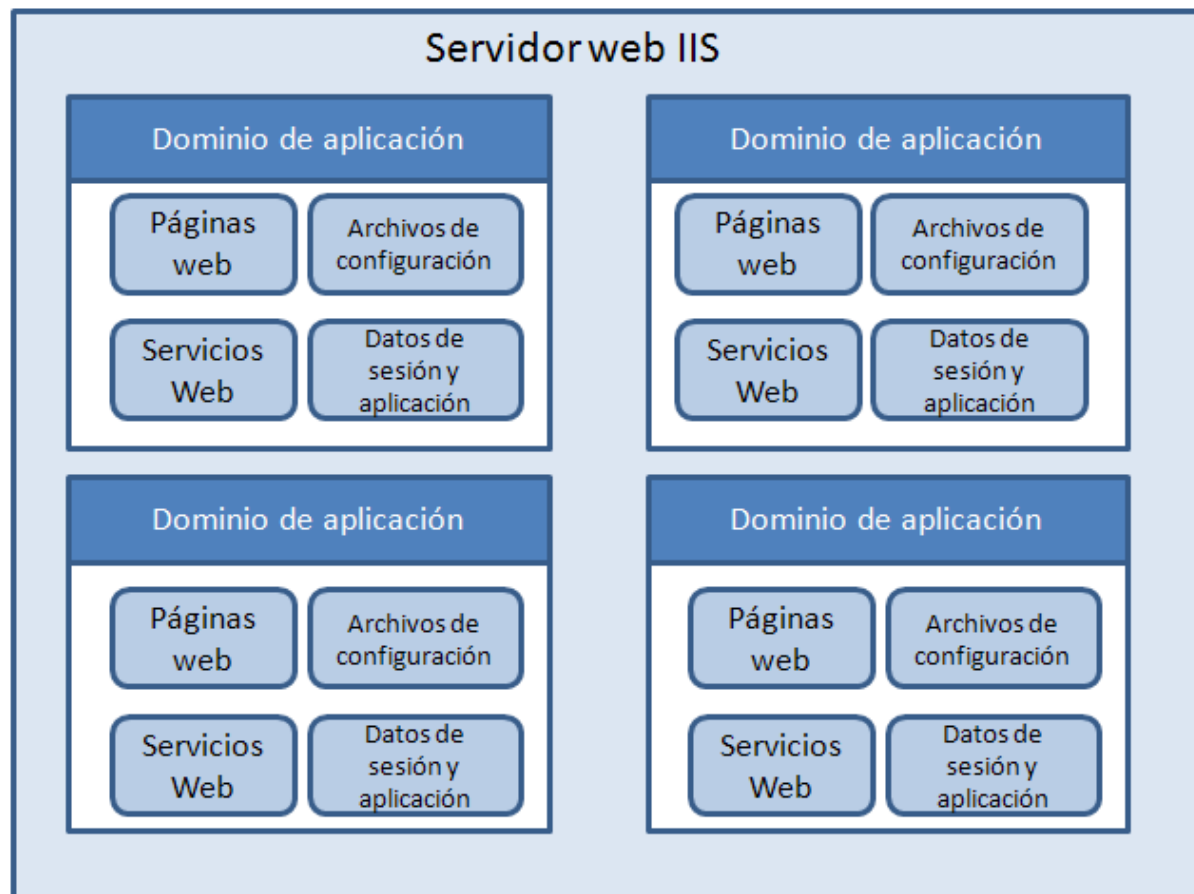 Servidor web IIS
Dominio de aplicación
Páginas
web
Archivos de
configuración
Servicios
Web
Datos de
sesión y
aplicación
Dominio de aplicación
Páginas
web
Archivos de
configuración
Servicios
Web
Datos de
sesión y
aplicación
Dominio de aplicación
Páginas
web
Archivos de
configuración
Servicios
Web
Datos de
sesión y
aplicación
Dominio de aplicación
Páginas
web
Archivos de
configuración
Servicios
Web
Datos de
sesión y
aplicación